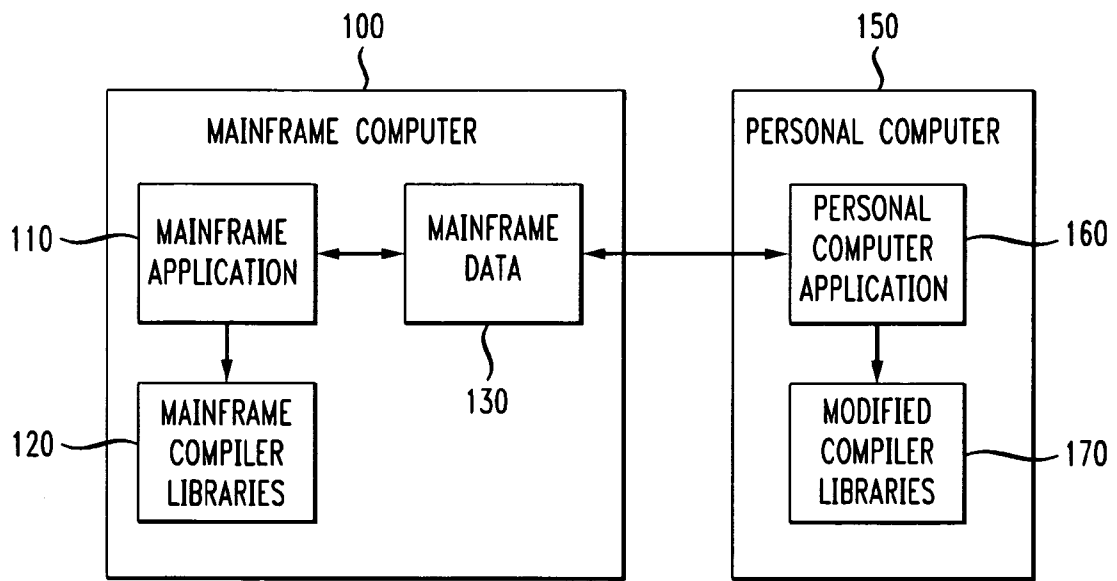 100
150
MAINFRAME COMPUTER
PERSONAL COMPUTER
110
MAINFRAME
APPLICATION
MAINFRAME
DATA
130
PERSONAL
COMPUTER
APPLICATION
160
120
MAINFRAME
COMPILER
LIBRARIES
MODIFIED
COMPILER
LIBRARIES
170